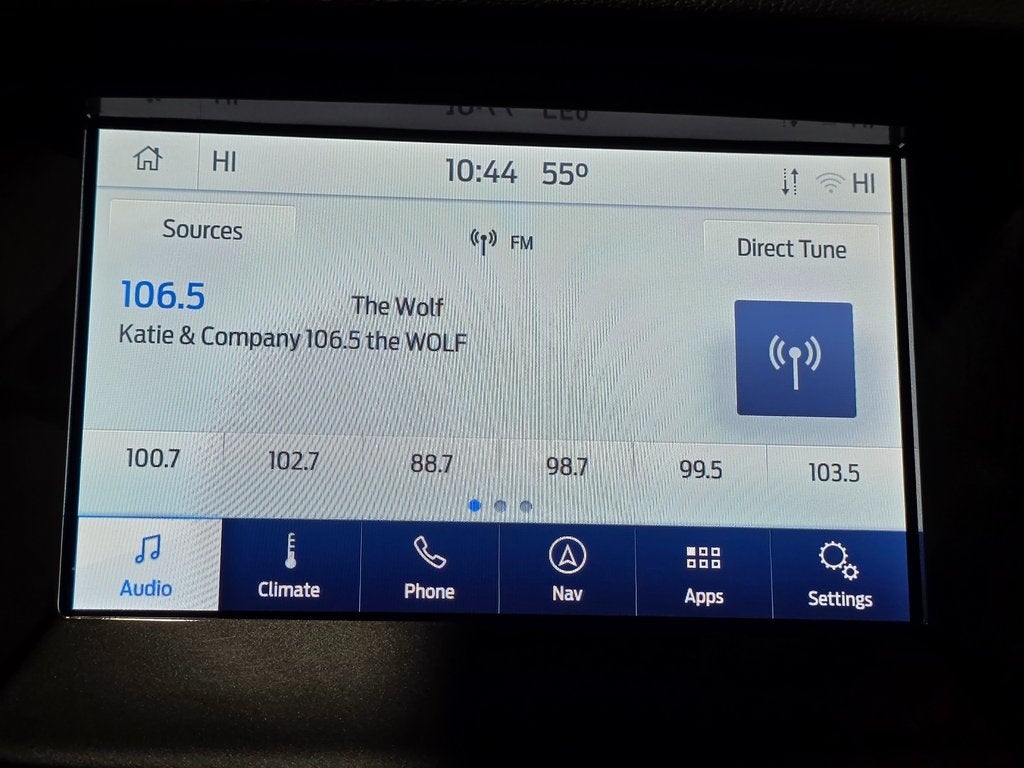 HI 10:44 55° HI
Sources FM Direct Tune
106.5 The Wolf
Katie & Company 106.5 the WOLF
100.7 102.7 88.7 98.7 99.5 103.5
Audio Climate Phone Nav Apps Settings